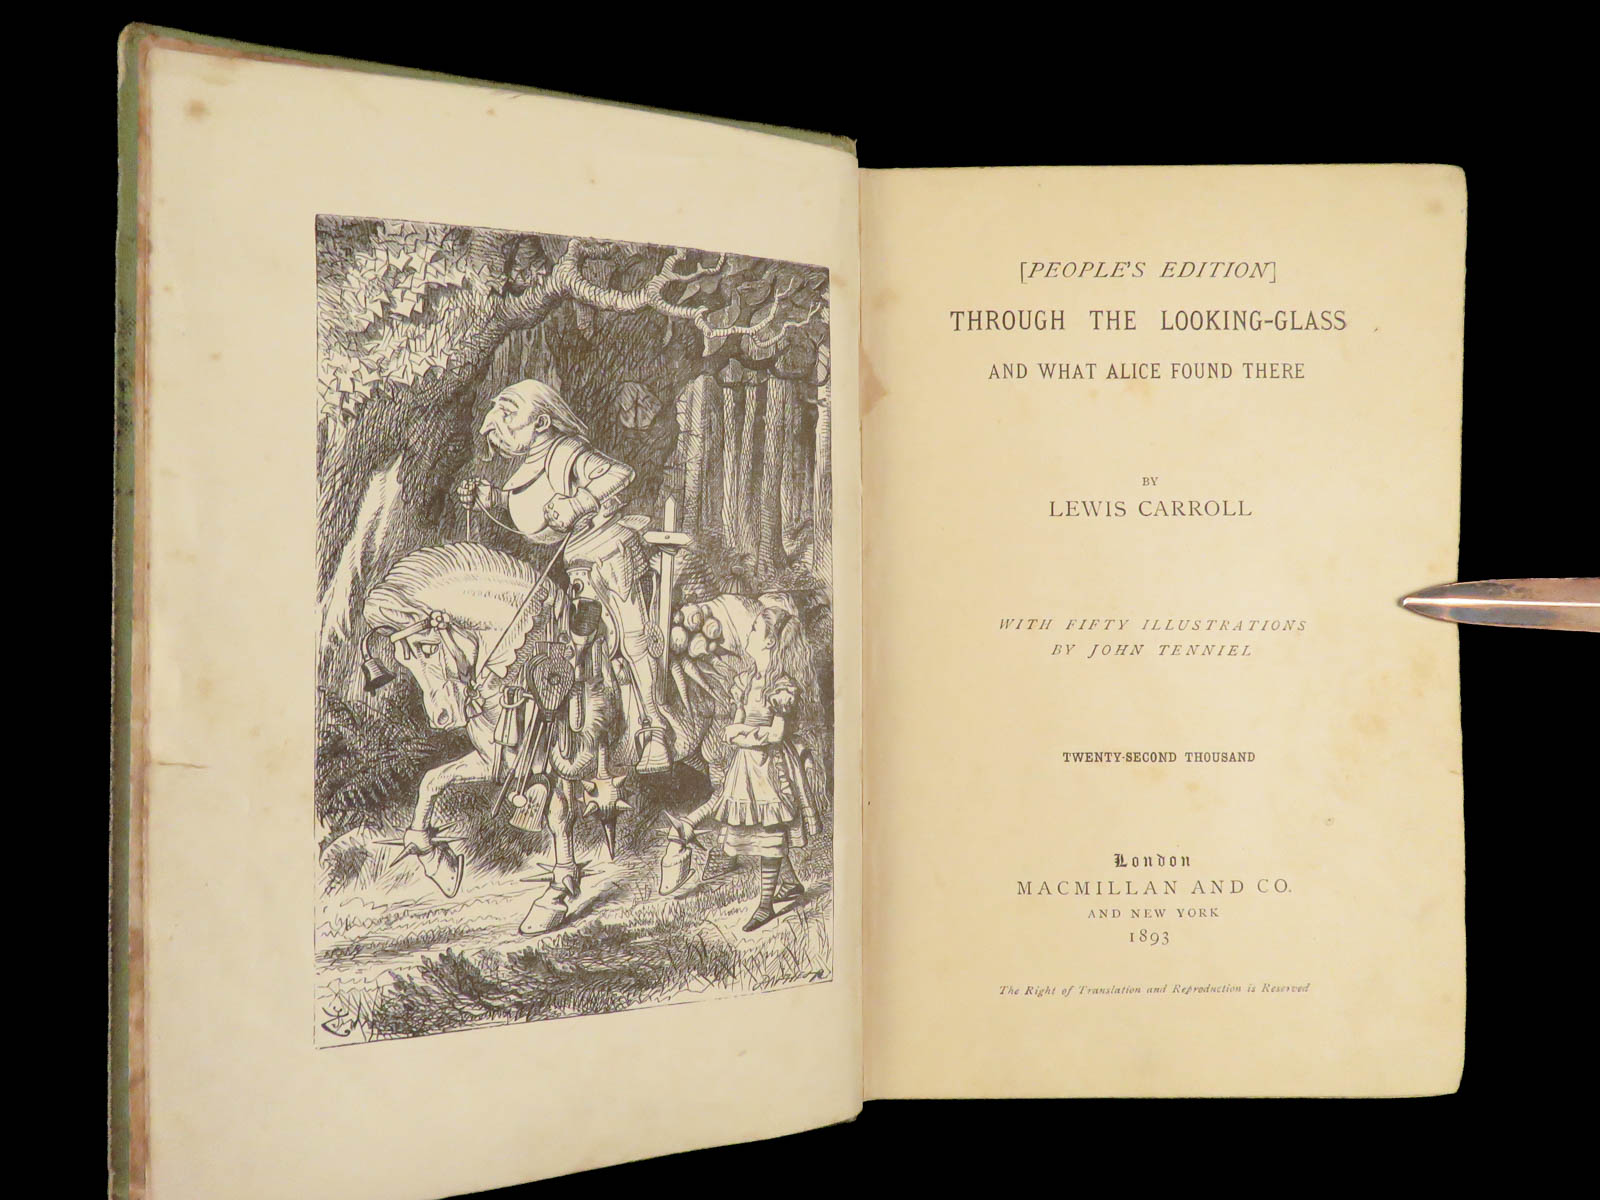 [PEOPLE'S EDITION]
THROUGH THE LOOKING-GLASS
AND WHAT ALICE FOUND THERE
BY
LEWIS CARROLL
WITH FIFTY ILLUSTRATIONS
BY JOHN TENNIEL
TWENTY-SECOND THOUSAND
London
MACMILLAN AND CO.
AND NEW YORK
1893
The Right of Translation and Reproduction is Reserved